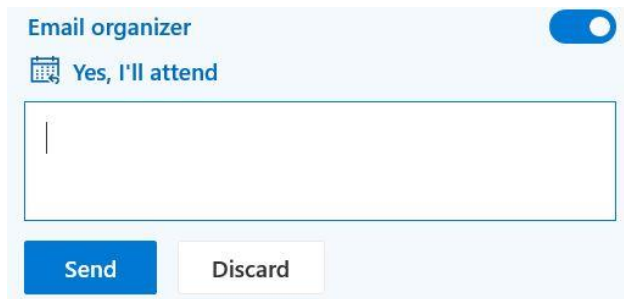 Email organizer
Yes, I'll attend
Send Discard